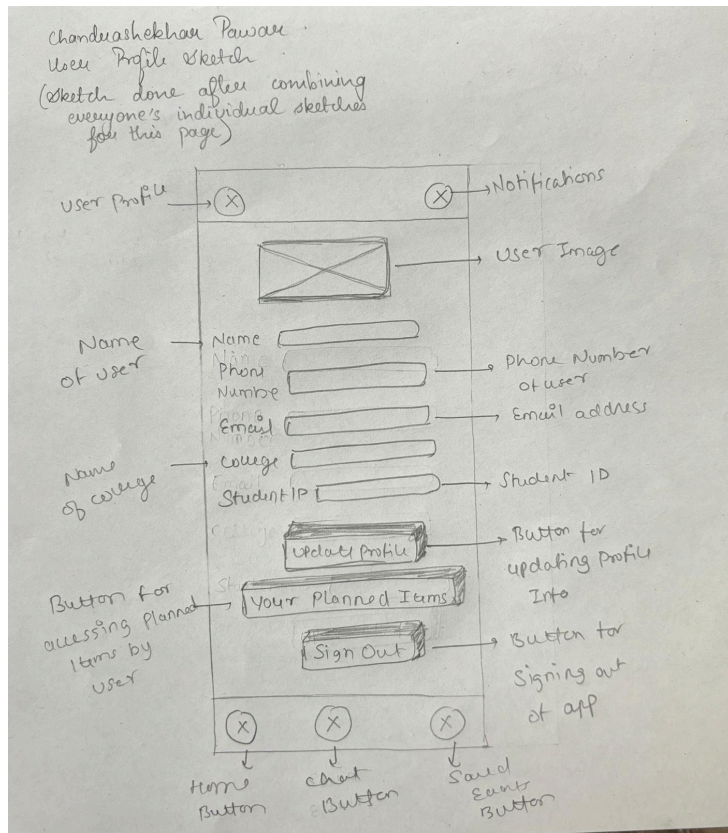 Chandrashekhar Pawar.
User Profile Sketch
(Sketch done after combining
everyone's individual sketches
for this page)
User Profile
Notifications
User Image
Name
of user
Name
Phone
Numbe
Phone Number
of user
Email
Email address
Name
of college
College
Student ID
Student ID
Update Profile
Button for
updating Profile
Info
Button for
accessing Planned
Items by
user
Your Planned Items
Sign Out
Button for
Signing out
of app
Home
Button
Chat
Button
Saved
Button